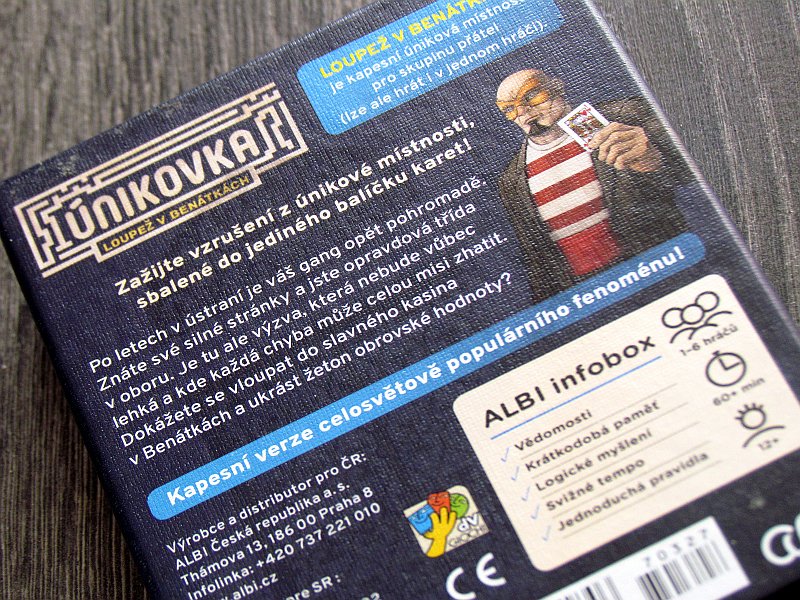 LOUPEŽ V BENÁTK
je kapesní úniková místnos
pro skupinu přátel
(lze ale hrát i v jednom hráči).
ÚNIKOVKA
LOUPEŽ V BENÁTKÁCH
Zažijte vzrušení z únikové místnosti,
sbalené do jediného balíčku karet!
Po letech v ústraní je váš gang opět pohromadě.
Znáte své silné stránky a jste opravdová třída
v oboru. Je tu ale výzva, která nebude vůbec
lehká a kde každá chyba může celou misi zhatit.
Dokážete se vloupat do slavného kasina
v Benátkách a ukrást žeton obrovské hodnoty?
Kapesní verze celosvětově populárního fenoménu!
ALBI infobox
Vědomosti
Krátkodobá paměť
Logické myšlení
Svižné tempo
Jednoduchá pravidla
1-6 hráčů
60+ min
12+
Výrobce a distributor pro ČR:
ALBI Česká republika a. s.
Thámova 13, 186 00 Praha 8
Infolinka: +420 737 221 010
.albi.cz
pre SR:
dV
GIOCHI
CE
70327